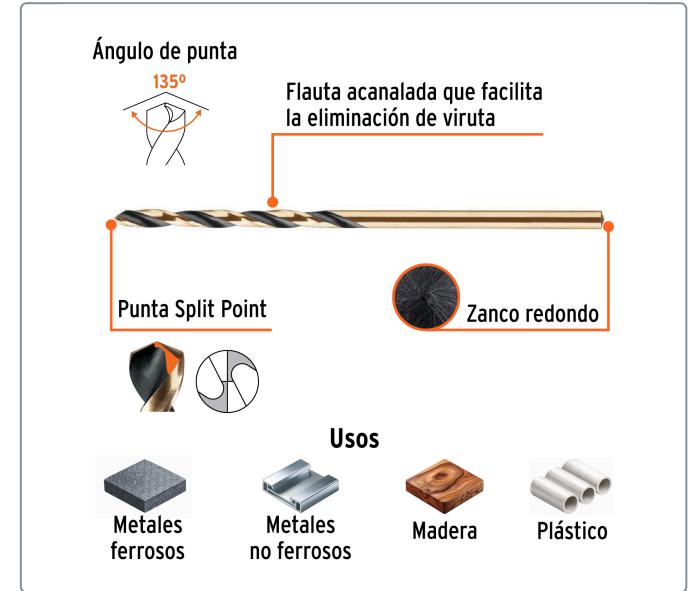 Ángulo de punta
135º
Flauta acanalada que facilita
la eliminación de viruta
Punta Split Point
Zanco redondo
Usos
Metales
ferrosos
Metales
no ferrosos
Madera
Plástico